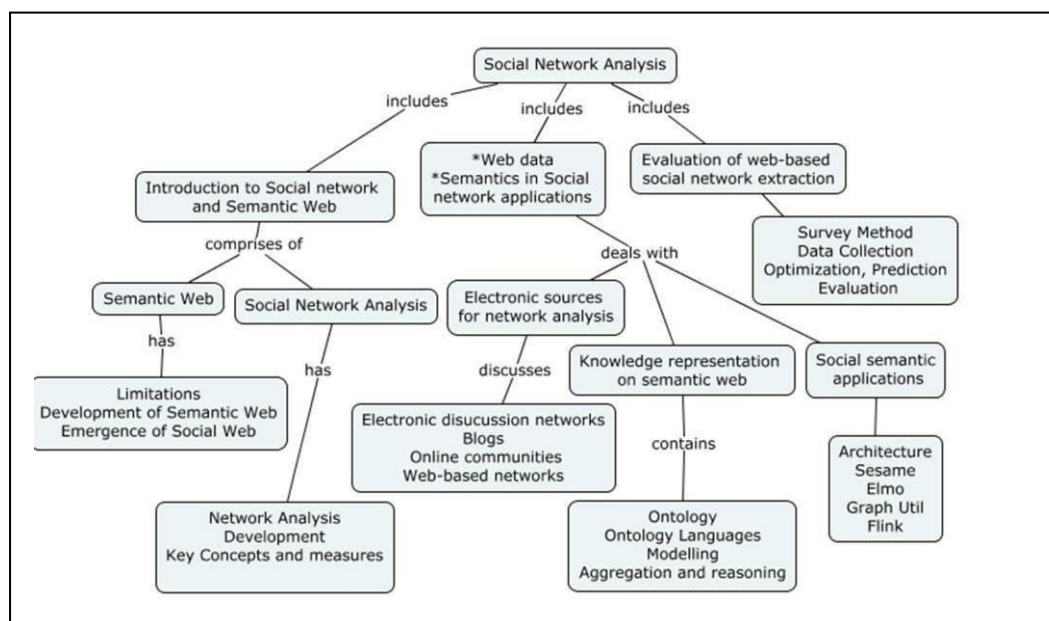 Social Network Analysis
includes
includes
includes
*Web data
*Semantics in Social
network applications
Evaluation of web-based
social network extraction
Introduction to Social network
and Semantic Web
Survey Method
Data Collection
Optimization, Prediction
Evaluation
comprises of
deals with
Semantic Web
Social Network Analysis
Electronic sources
for network analysis
has
has
discusses
Knowledge representation
on semantic web
Social semantic
applications
Limitations
Development of Semantic Web
Emergence of Social Web
Electronic disucussion networks
Blogs
Online communities
Web-based networks
contains
Architecture
Sesame
Elmo
Graph Util
Flink
Network Analysis
Development
Key Concepts and measures
Ontology
Ontology Languages
Modelling
Aggregation and reasoning